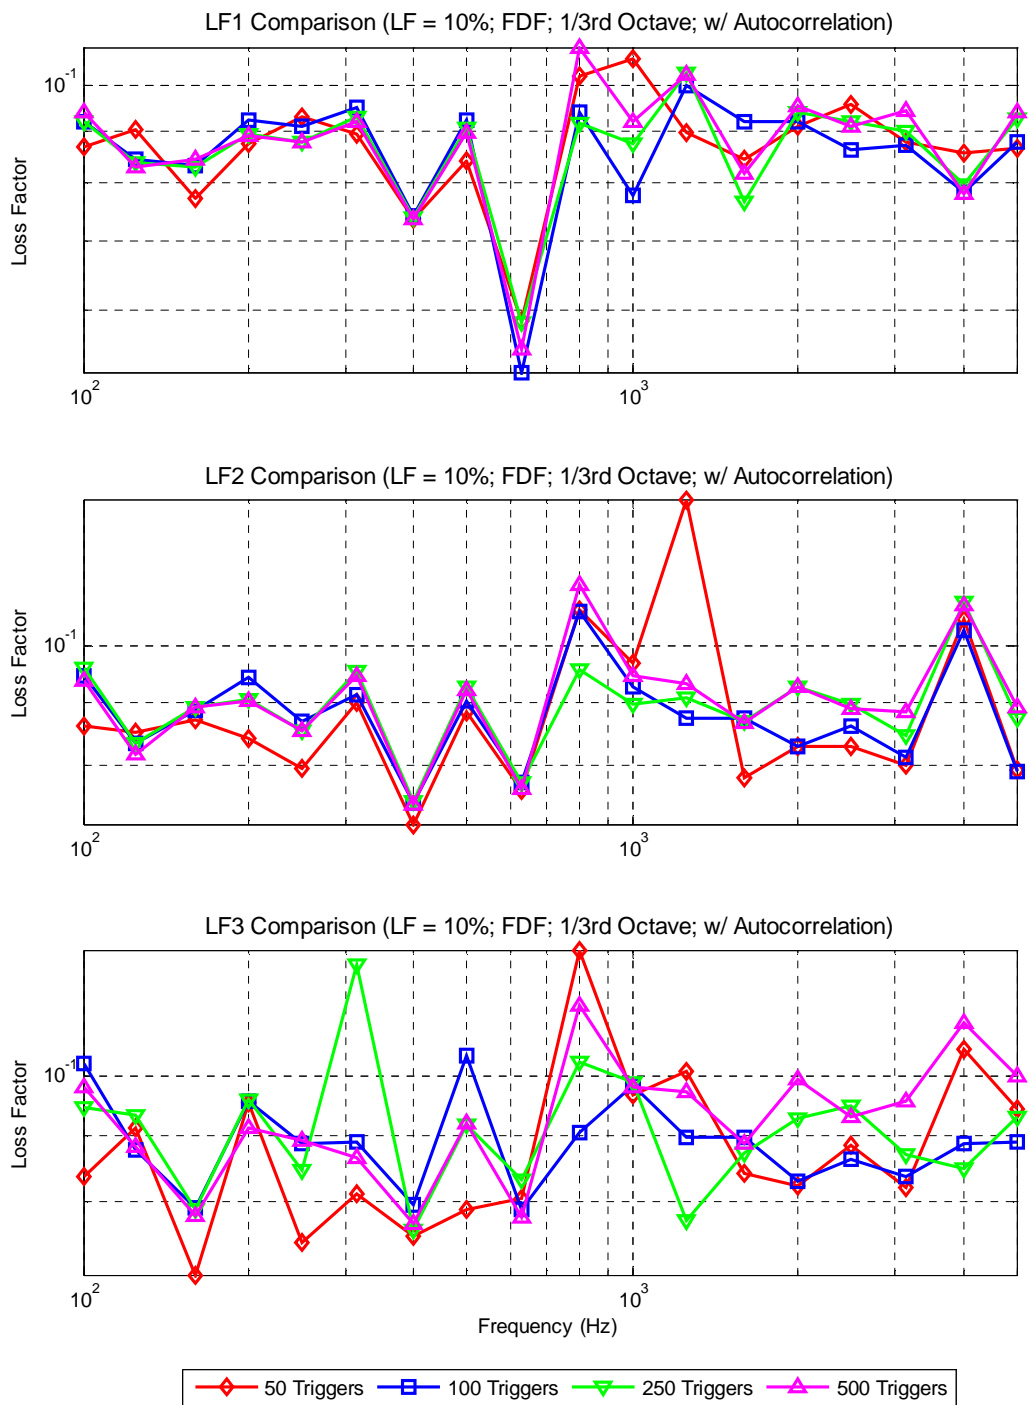 LF1 Comparison (LF = 10%; FDF; 1/3rd Octave; w/ Autocorrelation)
10^-1
Loss Factor
10^2
10^3
LF2 Comparison (LF = 10%; FDF; 1/3rd Octave; w/ Autocorrelation)
10^-1
Loss Factor
10^2
10^3
LF3 Comparison (LF = 10%; FDF; 1/3rd Octave; w/ Autocorrelation)
10^-1
Loss Factor
10^2
10^3
Frequency (Hz)
50 Triggers 100 Triggers 250 Triggers 500 Triggers